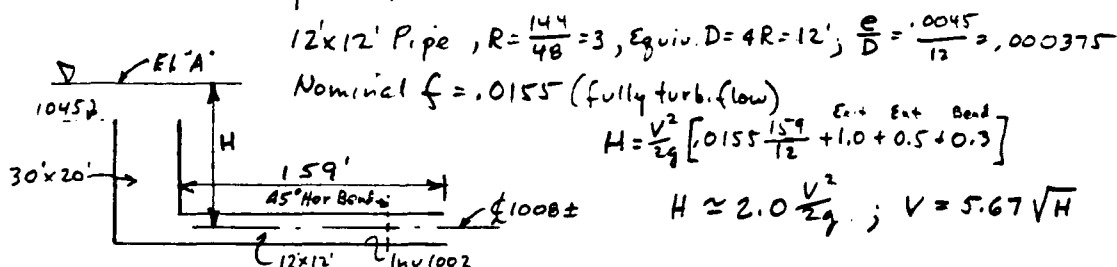 12'x12' Pipe, R = 144/48 = 3, Equiv. D = 4R = 12'; e/D = .0045/12 = .000375
Nominal f = .0155 (fully turb. flow)
Exit Ent Bend
H = V²/2g [.0155 159/12 + 1.0 + 0.5 + 0.3]
H ≃ 2.0 V²/2g ; V = 5.67 √H
El "A"
1045.2
H
30'x20'
159'
45° Hor Bend
℄1008 ±
12'x12'
Inv 1002